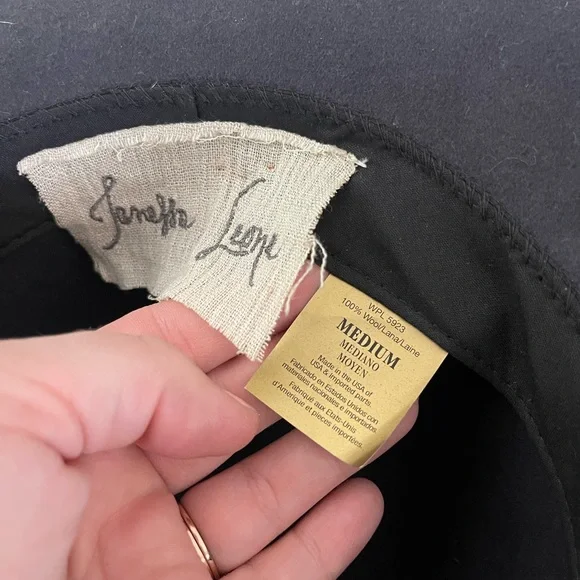 Janessa Leone
WPL 5923
100% Wool/Lana/Laine
MEDIUM
MEDIANO
MOYEN
Made in the USA of
USA & imported parts.
Fabricado en Estados Unidos con
materiales nacionales e importados.
Fabriqué aux États-Unis
d'Amerique et pièces importées.